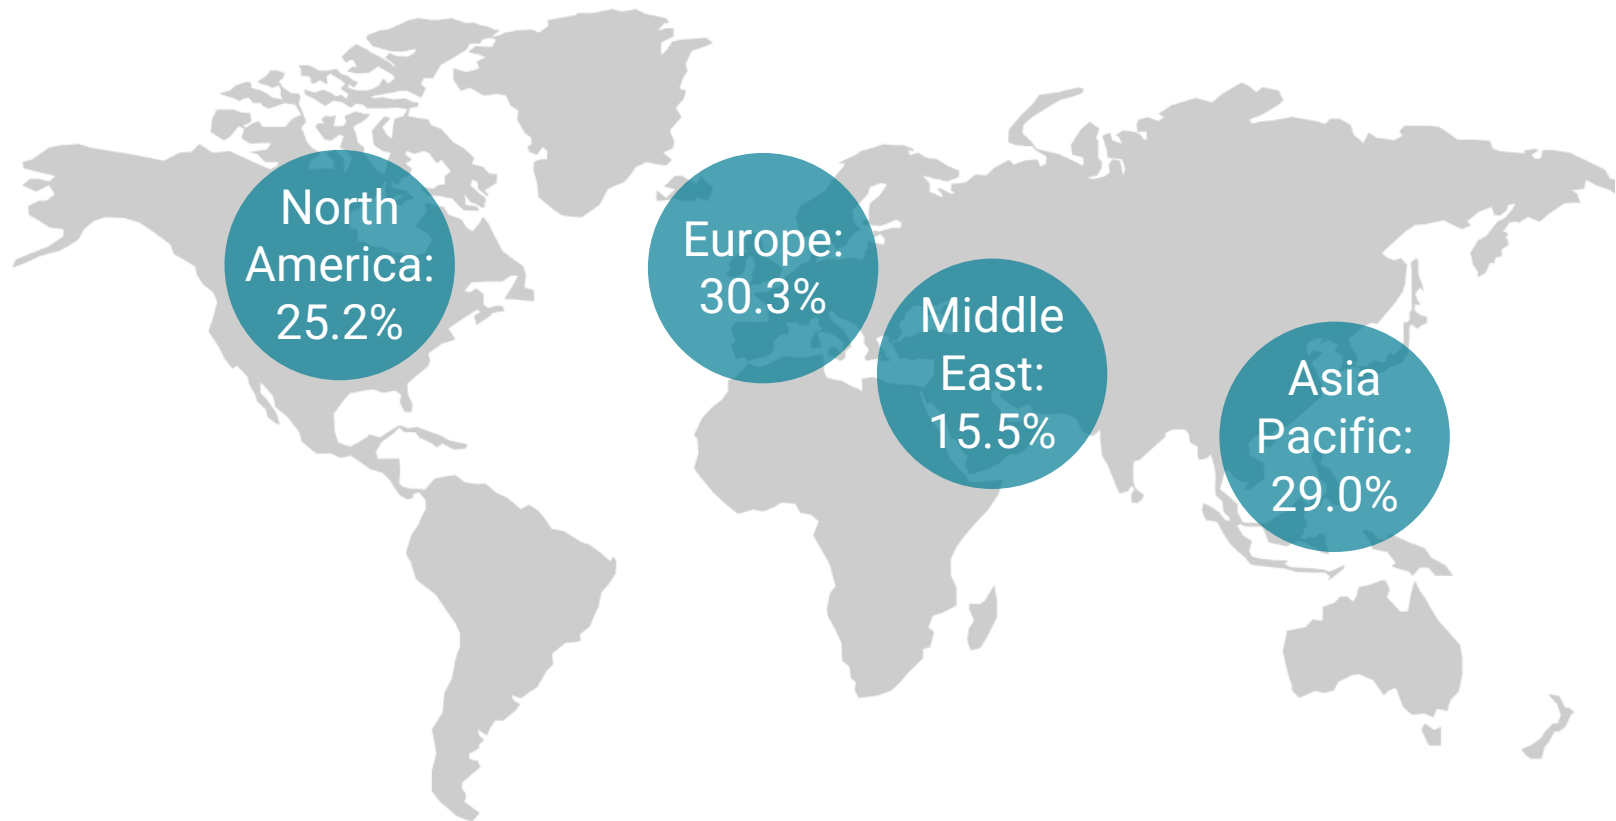 North
America:
25.2%
Europe:
30.3%
Middle
East:
15.5%
Asia
Pacific:
29.0%